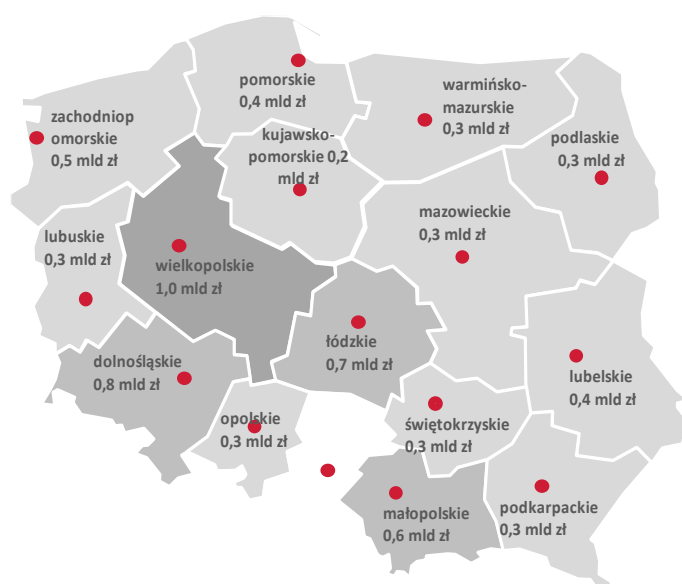 pomorskie
0,4 mld zł
warmińsko-
mazurskie
0,3 mld zł
zachodniop
omorskie
0,5 mld zł
kujawsko-
pomorskie 0,2
mld zł
podlaskie
0,3 mld zł
mazowieckie
0,3 mld zł
lubuskie
0,3 mld zł
wielkopolskie
1,0 mld zł
łódzkie
0,7 mld zł
dolnośląskie
0,8 mld zł
lubelskie
0,4 mld zł
opolskie
0,3 mld zł
świętokrzyskie
0,3 mld zł
małopolskie
0,6 mld zł
podkarpackie
0,3 mld zł